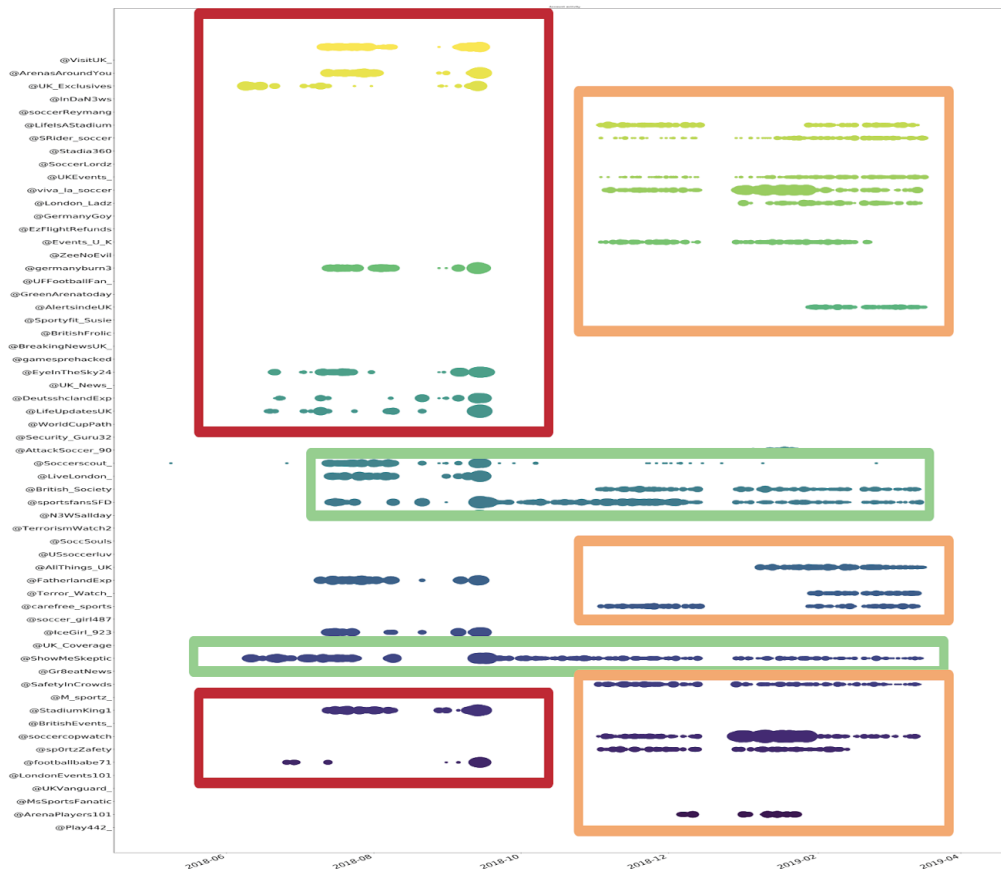 @VisitUK_
@ArenasAroundYou
@UK_Exclusives
@InDaN3ws
@soccerReymang
@LifeIsAStadium
@SRider_soccer
@Stadia360
@SoccerLordz
@UKEvents_
@viva_la_soccer
@London_Ladz
@GermanyGoy
@EzFlightRefunds
@Events_U_K
@ZeeNoEvil
@germanyburn3
@UFFootballFan_
@GreenArenatoday
@AlertsindeUK
@Sportyfit_Susie
@BritishFrolic
@BreakingNewsUK_
@gamesprehacked
@EyeInTheSky24
@UK_News_
@DeutsshclandExp
@LifeUpdatesUK
@WorldCupPath
@Security_Guru32
@AttackSoccer_90
@Soccerscout_
@LiveLondon_
@British_Society
@sportsfansSFD
@N3WSallday
@TerrorismWatch2
@SoccSouls
@USsoccerluv
@AllThings_UK
@FatherlandExp
@Terror_Watch_
@carefree_sports
@soccer_girl487
@IceGirl_923
@UK_Coverage
@ShowMeSkeptic
@Gr8eatNews
@SafetyInCrowds
@M_sportz_
@StadiumKing1
@BritishEvents_
@soccercopwatch
@sp0rtzZafety
@footballbabe71
@LondonEvents101
@UKVanguard_
@MsSportsFanatic
@ArenaPlayers101
@Play442_
2018-06 2018-08 2018-10 2018-12 2019-02 2019-04